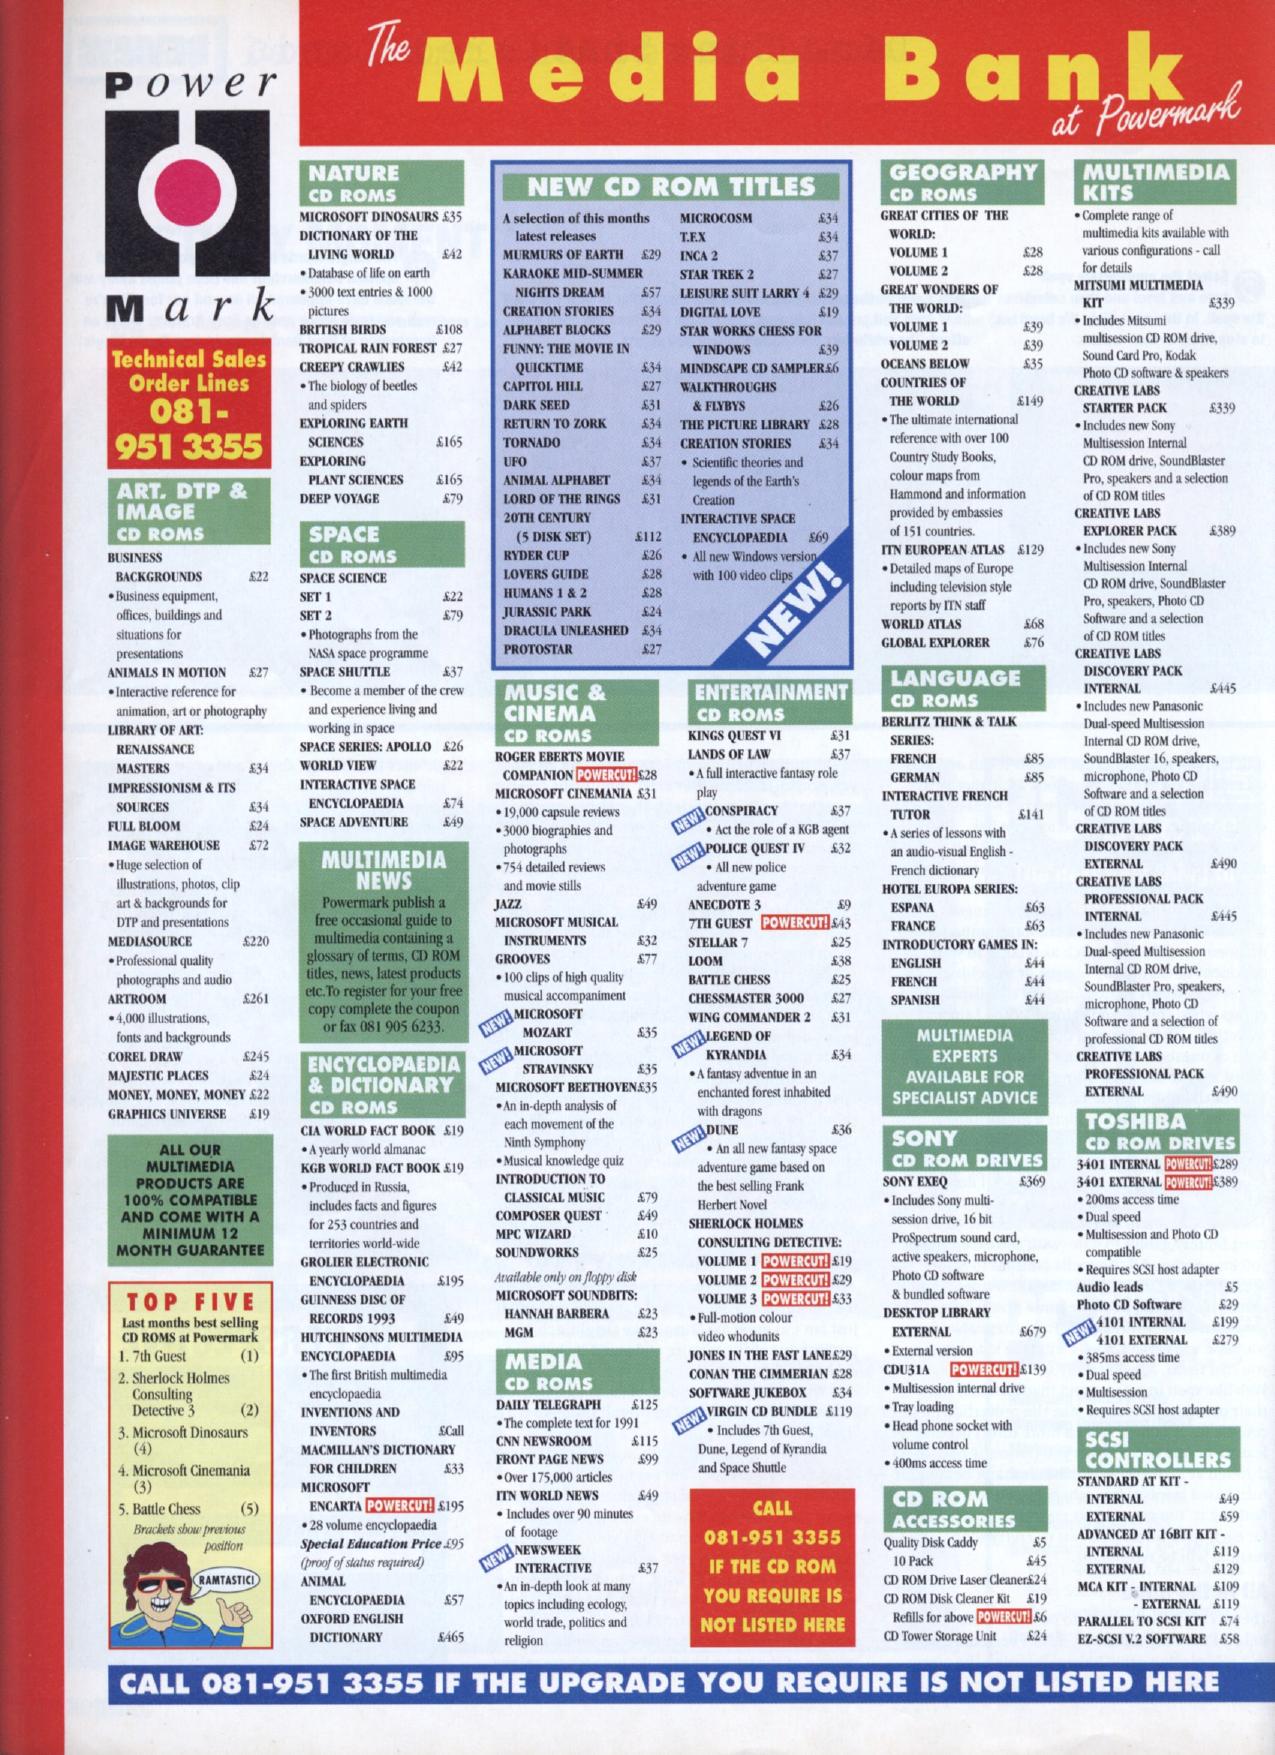 The Media Bank
at Powermark
Power
Mark
Technical Sales
Order Lines
081-
951 3355
ART, DTP &
IMAGE
CD ROMS
BUSINESS
BACKGROUNDS £22
• Business equipment,
offices, buildings and
situations for
presentations
ANIMALS IN MOTION £27
• Interactive reference for
animation, art or photography
LIBRARY OF ART:
RENAISSANCE
MASTERS £34
IMPRESSIONISM & ITS
SOURCES £34
FULL BLOOM £24
IMAGE WAREHOUSE £72
• Huge selection of
illustrations, photos, clip
art & backgrounds for
DTP and presentations
MEDIASOURCE £220
• Professional quality
photographs and audio
ARTROOM £261
• 4,000 illustrations,
fonts and backgrounds
COREL DRAW £245
MAJESTIC PLACES £24
MONEY, MONEY, MONEY £22
GRAPHICS UNIVERSE £19
ALL OUR
MULTIMEDIA
PRODUCTS ARE
100% COMPATIBLE
AND COME WITH A
MINIMUM 12
MONTH GUARANTEE
TOP FIVE
Last months best selling
CD ROMS at Powermark
1. 7th Guest (1)
2. Sherlock Holmes
Consulting
Detective 3 (2)
3. Microsoft Dinosaurs
(4)
4. Microsoft Cinemania
(3)
5. Battle Chess (5)
Brackets show previous
position
RAMTASTIC!
NATURE
CD ROMS
MICROSOFT DINOSAURS £35
DICTIONARY OF THE
LIVING WORLD £42
• Database of life on earth
• 3000 text entries & 1000
pictures
BRITISH BIRDS £108
TROPICAL RAIN FOREST £27
CREEPY CRAWLIES £42
• The biology of beetles
and spiders
EXPLORING EARTH
SCIENCES £165
EXPLORING
PLANT SCIENCES £165
DEEP VOYAGE £79
SPACE
CD ROMS
SPACE SCIENCE
SET 1 £22
SET 2 £79
• Photographs from the
NASA space programme
SPACE SHUTTLE £37
• Become a member of the crew
and experience living and
working in space
SPACE SERIES: APOLLO £26
WORLD VIEW £22
INTERACTIVE SPACE
ENCYCLOPAEDIA £74
SPACE ADVENTURE £49
MULTIMEDIA
NEWS
Powermark publish a
free occasional guide to
multimedia containing a
glossary of terms, CD ROM
titles, news, latest products
etc.To register for your free
copy complete the coupon
or fax 081 905 6233.
ENCYCLOPAEDIA
& DICTIONARY
CD ROMS
CIA WORLD FACT BOOK £19
• A yearly world almanac
KGB WORLD FACT BOOK £19
• Produced in Russia,
includes facts and figures
for 253 countries and
territories world-wide
GROLIER ELECTRONIC
ENCYCLOPAEDIA £195
GUINNESS DISC OF
RECORDS 1993 £49
HUTCHINSONS MULTIMEDIA
ENCYCLOPAEDIA £95
• The first British multimedia
encyclopaedia
INVENTIONS AND
INVENTORS £Call
MACMILLAN'S DICTIONARY
FOR CHILDREN £33
MICROSOFT
ENCARTA POWERCUT! £195
• 28 volume encyclopaedia
Special Education Price £95
(proof of status required)
ANIMAL
ENCYCLOPAEDIA £57
OXFORD ENGLISH
DICTIONARY £465
NEW CD ROM TITLES
A selection of this months
latest releases
MURMURS OF EARTH £29
KARAOKE MID-SUMMER
NIGHTS DREAM £57
CREATION STORIES £34
ALPHABET BLOCKS £29
FUNNY: THE MOVIE IN
QUICKTIME £34
CAPITOL HILL £27
DARK SEED £31
RETURN TO ZORK £34
TORNADO £34
UFO £37
ANIMAL ALPHABET £34
LORD OF THE RINGS £31
20TH CENTURY
(5 DISK SET) £112
RYDER CUP £26
LOVERS GUIDE £28
HUMANS 1 & 2 £28
JURASSIC PARK £24
DRACULA UNLEASHED £34
PROTOSTAR £27
MICROCOSM £34
T.F.X £34
INCA 2 £37
STAR TREK 2 £27
LEISURE SUIT LARRY 4 £29
DIGITAL LOVE £19
STAR WORKS CHESS FOR
WINDOWS £39
MINDSCAPE CD SAMPLER£6
WALKTHROUGHS
& FLYBYS £26
THE PICTURE LIBRARY £28
CREATION STORIES £34
• Scientific theories and
legends of the Earth's
Creation
INTERACTIVE SPACE
ENCYCLOPAEDIA £69
• All new Windows version
with 100 video clips
NEW!
MUSIC &
CINEMA
CD ROMS
ROGER EBERTS MOVIE
COMPANION POWERCUT! £28
MICROSOFT CINEMANIA £31
• 19,000 capsule reviews
• 3000 biographies and
photographs
• 754 detailed reviews
and movie stills
JAZZ £49
MICROSOFT MUSICAL
INSTRUMENTS £32
GROOVES £77
• 100 clips of high quality
musical accompaniment
NEW! MICROSOFT
MOZART £35
NEW! MICROSOFT
STRAVINSKY £35
MICROSOFT BEETHOVEN£35
• An in-depth analysis of
each movement of the
Ninth Symphony
• Musical knowledge quiz
INTRODUCTION TO
CLASSICAL MUSIC £79
COMPOSER QUEST £49
MPC WIZARD £10
SOUNDWORKS £25
Available only on floppy disk
MICROSOFT SOUNDBITS:
HANNAH BARBERA £23
MGM £23
MEDIA
CD ROMS
DAILY TELEGRAPH £125
• The complete text for 1991
CNN NEWSROOM £115
FRONT PAGE NEWS £99
• Over 175,000 articles
ITN WORLD NEWS £49
• Includes over 90 minutes
of footage
NEW! NEWSWEEK
INTERACTIVE £37
• An in-depth look at many
topics including ecology,
world trade, politics and
religion
ENTERTAINMENT
CD ROMS
KINGS QUEST VI £31
LANDS OF LAW £37
• A full interactive fantasy role
play
NEW! CONSPIRACY £37
• Act the role of a KGB agent
NEW! POLICE QUEST IV £32
• All new police
adventure game
ANECDOTE 3 £9
7TH GUEST POWERCUT! £43
STELLAR 7 £25
LOOM £38
BATTLE CHESS £25
CHESSMASTER 3000 £27
WING COMMANDER 2 £31
NEW! LEGEND OF
KYRANDIA £34
• A fantasy adventue in an
enchanted forest inhabited
with dragons
NEW! DUNE £36
• An all new fantasy space
adventure game based on
the best selling Frank
Herbert Novel
SHERLOCK HOLMES
CONSULTING DETECTIVE:
VOLUME 1 POWERCUT! £19
VOLUME 2 POWERCUT! £29
VOLUME 3 POWERCUT! £33
• Full-motion colour
video whodunits
JONES IN THE FAST LANE £29
CONAN THE CIMMERIAN £28
SOFTWARE JUKEBOX £34
NEW! VIRGIN CD BUNDLE £119
• Includes 7th Guest,
Dune, Legend of Kyrandia
and Space Shuttle
CALL
081-951 3355
IF THE CD ROM
YOU REQUIRE IS
NOT LISTED HERE
GEOGRAPHY
CD ROMS
GREAT CITIES OF THE
WORLD:
VOLUME 1 £28
VOLUME 2 £28
GREAT WONDERS OF
THE WORLD:
VOLUME 1 £39
VOLUME 2 £39
OCEANS BELOW £35
COUNTRIES OF
THE WORLD £149
• The ultimate international
reference with over 100
Country Study Books,
colour maps from
Hammond and information
provided by embassies
of 151 countries.
ITN EUROPEAN ATLAS £129
• Detailed maps of Europe
including television style
reports by ITN staff
WORLD ATLAS £68
GLOBAL EXPLORER £76
LANGUAGE
CD ROMS
BERLITZ THINK & TALK
SERIES:
FRENCH £85
GERMAN £85
INTERACTIVE FRENCH
TUTOR £141
• A series of lessons with
an audio-visual English -
French dictionary
HOTEL EUROPA SERIES:
ESPANA £63
FRANCE £63
INTRODUCTORY GAMES IN:
ENGLISH £44
FRENCH £44
SPANISH £44
MULTIMEDIA
EXPERTS
AVAILABLE FOR
SPECIALIST ADVICE
SONY
CD ROM DRIVES
SONY EXEQ £369
• Includes Sony multi-
session drive, 16 bit
ProSpectrum sound card,
active speakers, microphone,
Photo CD software
& bundled software
DESKTOP LIBRARY
EXTERNAL £679
• External version
CDU31A POWERCUT! £139
• Multisession internal drive
• Tray loading
• Head phone socket with
volume control
• 400ms access time
CD ROM
ACCESSORIES
Quality Disk Caddy £5
10 Pack £45
CD ROM Drive Laser Cleaner£24
CD ROM Disk Cleaner Kit £19
Refills for above POWERCUT! £6
CD Tower Storage Unit £24
MULTIMEDIA
KITS
• Complete range of
multimedia kits available with
various configurations - call
for details
MITSUMI MULTIMEDIA
KIT £339
• Includes Mitsumi
multisession CD ROM drive,
Sound Card Pro, Kodak
Photo CD software & speakers
CREATIVE LABS
STARTER PACK £339
• Includes new Sony
Multisession Internal
CD ROM drive, SoundBlaster
Pro, speakers and a selection
of CD ROM titles
CREATIVE LABS
EXPLORER PACK £389
• Includes new Sony
Multisession Internal
CD ROM drive, SoundBlaster
Pro, speakers, Photo CD
Software and a selection
of CD ROM titles
CREATIVE LABS
DISCOVERY PACK
INTERNAL £445
• Includes new Panasonic
Dual-speed Multisession
Internal CD ROM drive,
SoundBlaster 16, speakers,
microphone, Photo CD
Software and a selection
of CD ROM titles
CREATIVE LABS
DISCOVERY PACK
EXTERNAL £490
CREATIVE LABS
PROFESSIONAL PACK
INTERNAL £445
• Includes new Panasonic
Dual-speed Multisession
Internal CD ROM drive,
SoundBlaster Pro, speakers,
microphone, Photo CD
Software and a selection of
professional CD ROM titles
CREATIVE LABS
PROFESSIONAL PACK
EXTERNAL £490
TOSHIBA
CD ROM DRIVES
3401 INTERNAL POWERCUT! £289
3401 EXTERNAL POWERCUT! £389
• 200ms access time
• Dual speed
• Multisession and Photo CD
compatible
• Requires SCSI host adapter
Audio leads £5
Photo CD Software £29
NEW! 4101 INTERNAL £199
4101 EXTERNAL £279
• 385ms access time
• Dual speed
• Multisession
• Requires SCSI host adapter
SCSI
CONTROLLERS
STANDARD AT KIT -
INTERNAL £49
EXTERNAL £59
ADVANCED AT 16BIT KIT -
INTERNAL £119
EXTERNAL £129
MCA KIT - INTERNAL £109
- EXTERNAL £119
PARALLEL TO SCSI KIT £74
EZ-SCSI V.2 SOFTWARE £58
CALL 081-951 3355 IF THE UPGRADE YOU REQUIRE IS NOT LISTED HERE